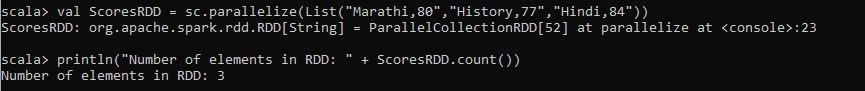 scala> val ScoresRDD = sc.parallelize(List("Marathi,80","History,77","Hindi,84"))
ScoresRDD: org.apache.spark.rdd.RDD[String] = ParallelCollectionRDD[52] at parallelize at <console>:23
scala> println("Number of elements in RDD: " + ScoresRDD.count())
Number of elements in RDD: 3